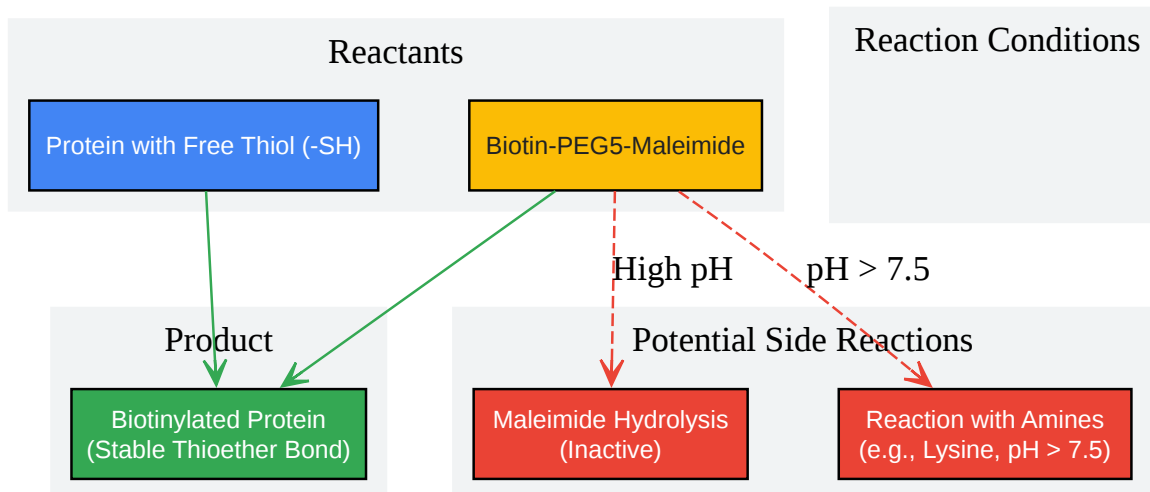 Reactants
Reaction Conditions
Protein with Free Thiol (-SH)
Biotin-PEG5-Maleimide
High pH
pH > 7.5
Product
Potential Side Reactions
Biotinylated Protein
(Stable Thioether Bond)
Maleimide Hydrolysis
(Inactive)
Reaction with Amines
(e.g., Lysine, pH > 7.5)